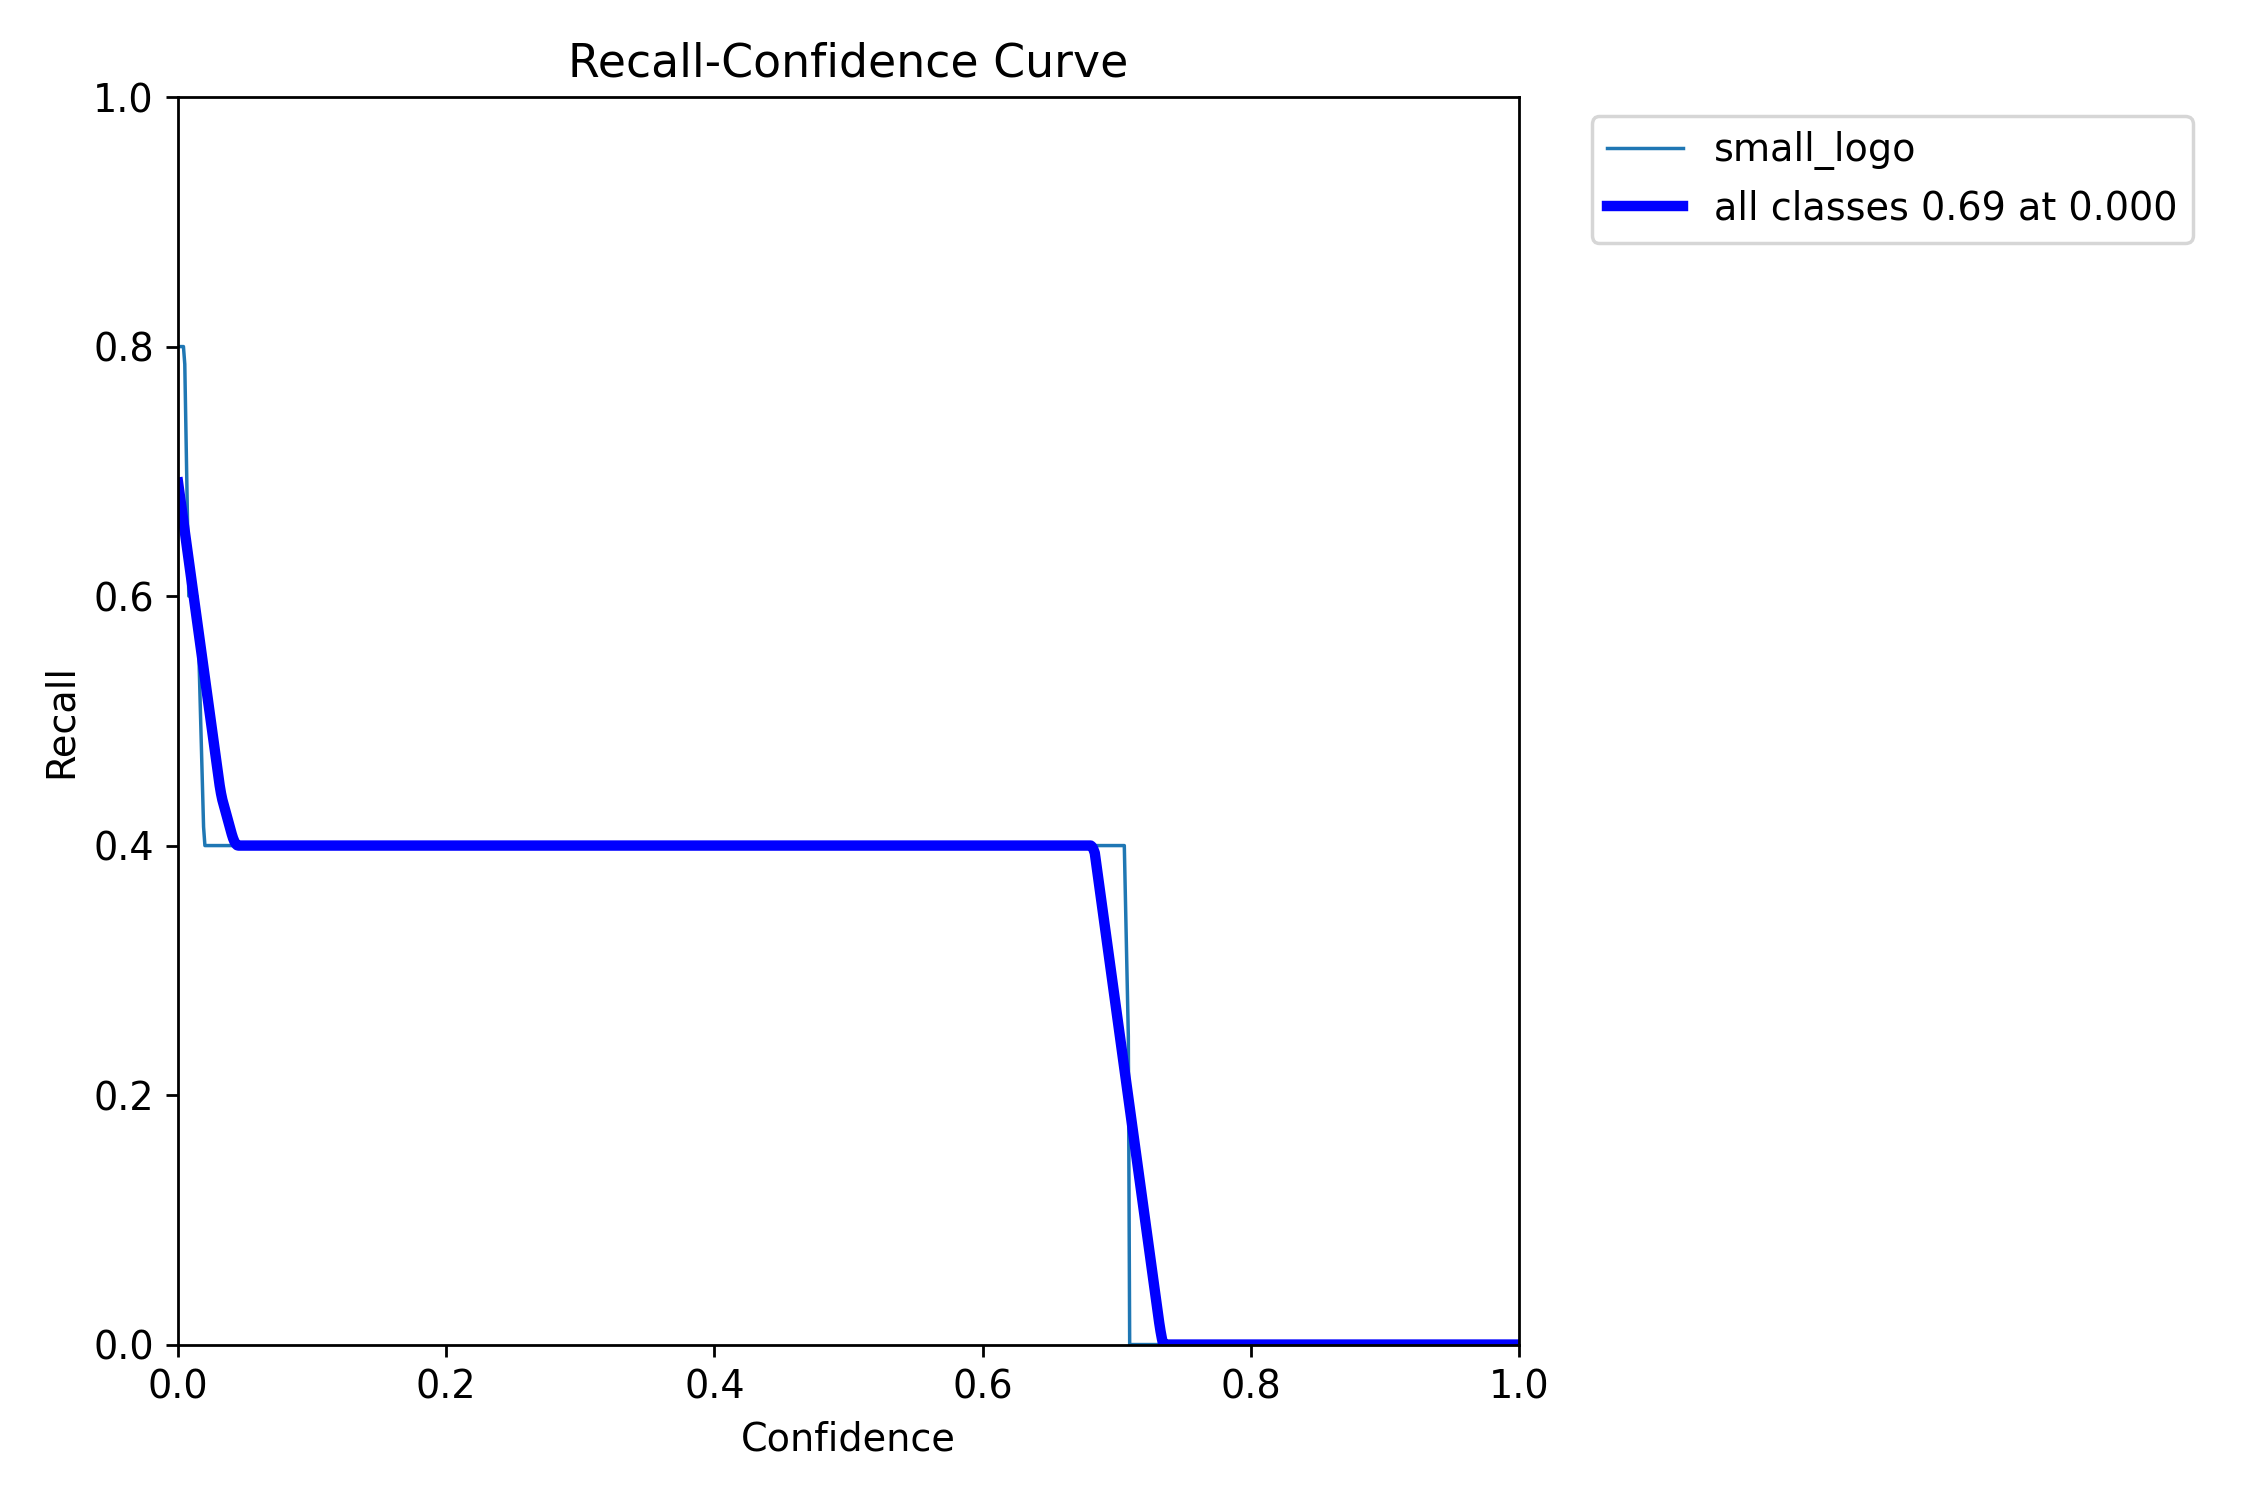 Recall-Confidence Curve
1.0
0.8
0.6
0.4
0.2
0.0
Recall
0.0 0.2 0.4 0.6 0.8 1.0
Confidence
small_logo
all classes 0.69 at 0.000